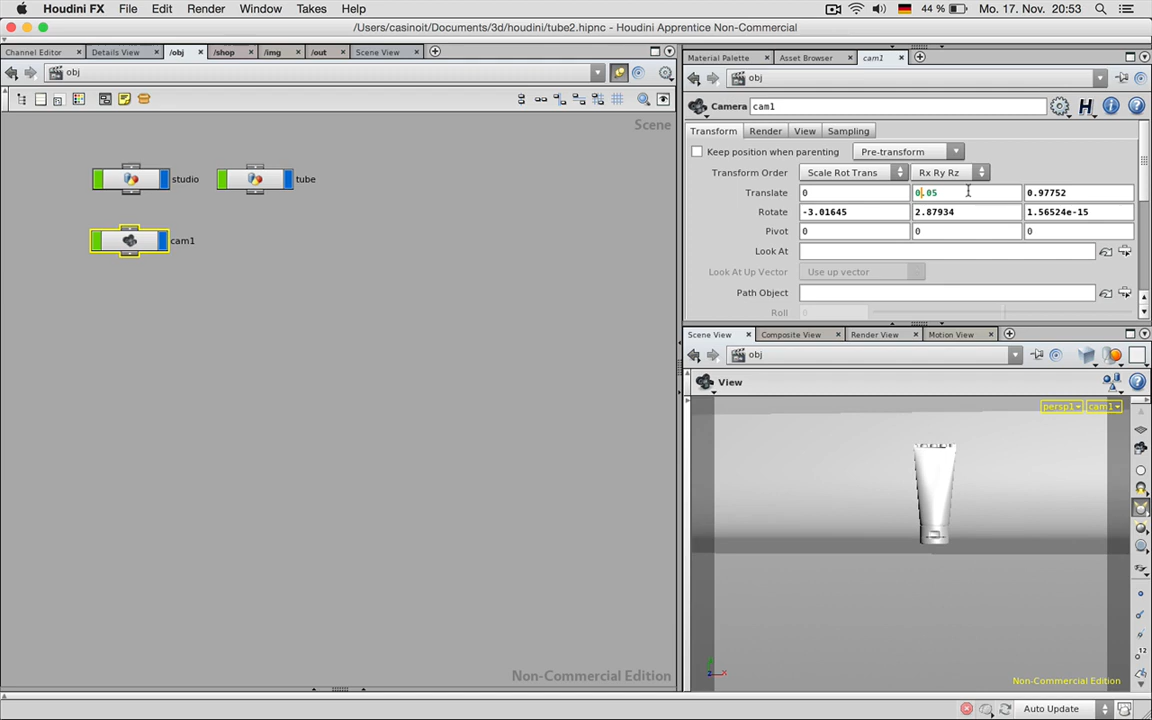 Houdini FX File Edit Render Window Takes Help 44 % Mo. 17. Nov. 20:53
/Users/casinoit/Documents/3d/houdini/tube2.hipnc - Houdini Apprentice Non-Commercial
Channel Editor Details View /obj /shop /img /out Scene View
obj
Scene
studio tube
cam1
Non-Commercial Edition
Material Palette Asset Browser cam1
obj
Camera cam1
Transform Render View Sampling
Keep position when parenting Pre-transform
Transform Order Scale Rot Trans Rx Ry Rz
Translate 0 0.05 0.97752
Rotate -3.01645 2.87934 1.56524e-15
Pivot 0 0 0
Look At
Look At Up Vector Use up vector
Path Object
Roll 0
Scene View Composite View Render View Motion View
obj
View
persp1 cam1
12
Non-Commercial Edition
Auto Update